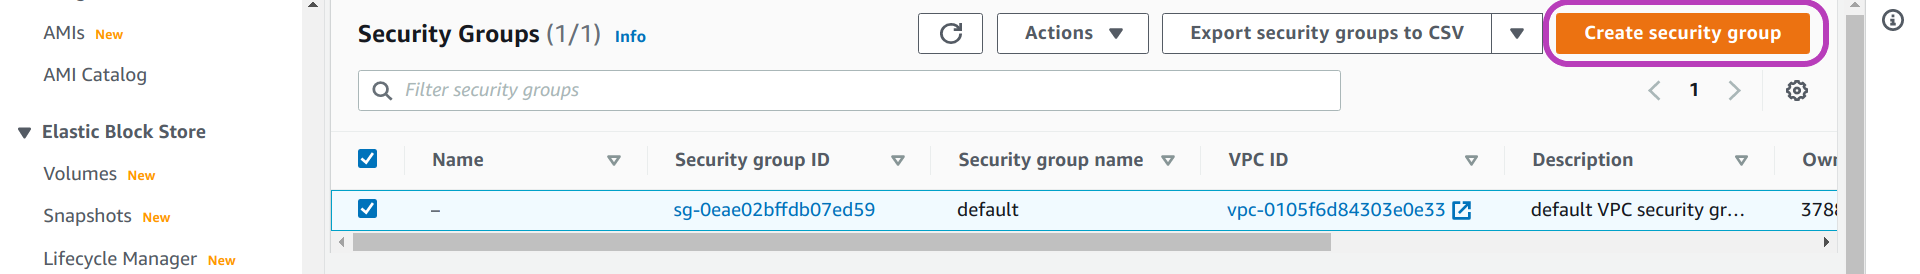 AMIs New
AMI Catalog
Elastic Block Store
Volumes New
Snapshots New
Lifecycle Manager New
Security Groups (1/1) Info
Actions
Export security groups to CSV
Create security group
Filter security groups
1
Name Security group ID Security group name VPC ID Description Own
– sg-0eae02bffdb07ed59 default vpc-0105f6d84303e0e33 default VPC security gr... 3788